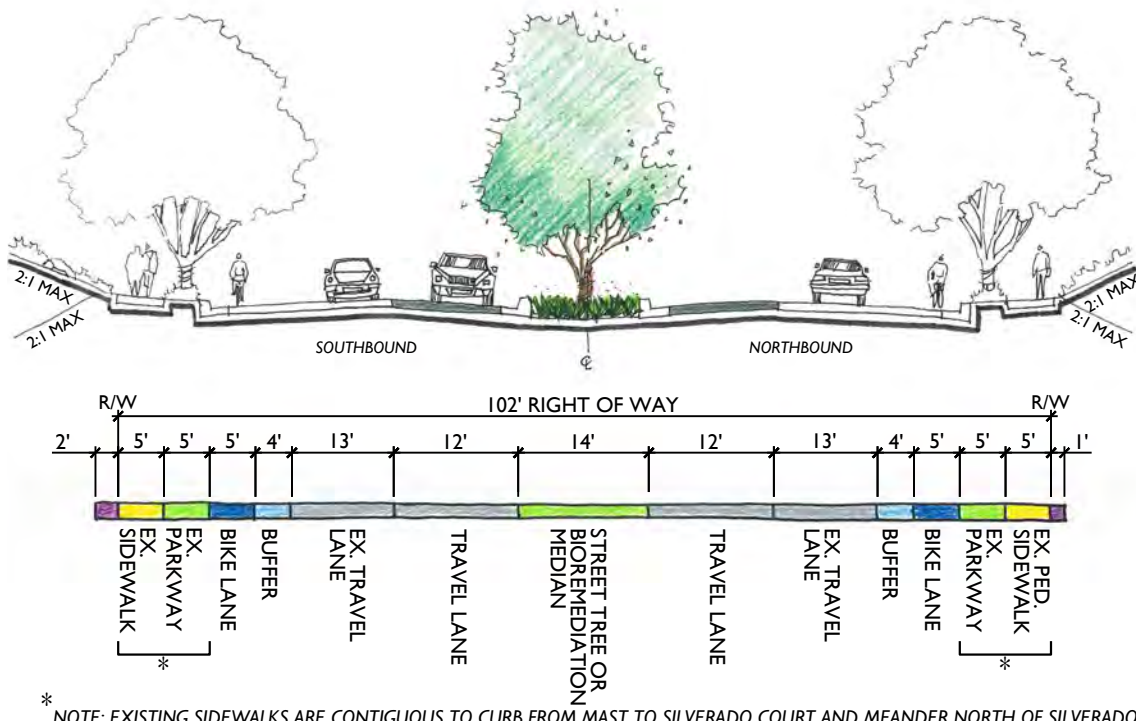 2:1 MAX
2:1 MAX
SOUTHBOUND
℄
NORTHBOUND
2:1 MAX
2:1 MAX
R/W
102' RIGHT OF WAY
R/W
2'
5'
5'
5'
4'
13'
12'
14'
12'
13'
4'
5'
5'
5'
1'
EX.
SIDEWALK
EX.
PARKWAY
BIKE LANE
BUFFER
EX. TRAVEL
LANE
TRAVEL LANE
STREET TREE OR
BIOREMEDIATION
MEDIAN
TRAVEL LANE
EX. TRAVEL
LANE
BUFFER
BIKE LANE
EX.
PARKWAY
EX. PED.
SIDEWALK
*
*
*
NOTE: EXISTING SIDEWALKS ARE CONTIGUOUS TO CURB FROM MAST TO SILVERADO COURT AND MEANDER NORTH OF SILVERADO